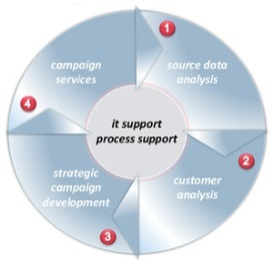 1
source data
analysis
2
customer
analysis
3
strategic
campaign
development
4
campaign
services
it support
process support